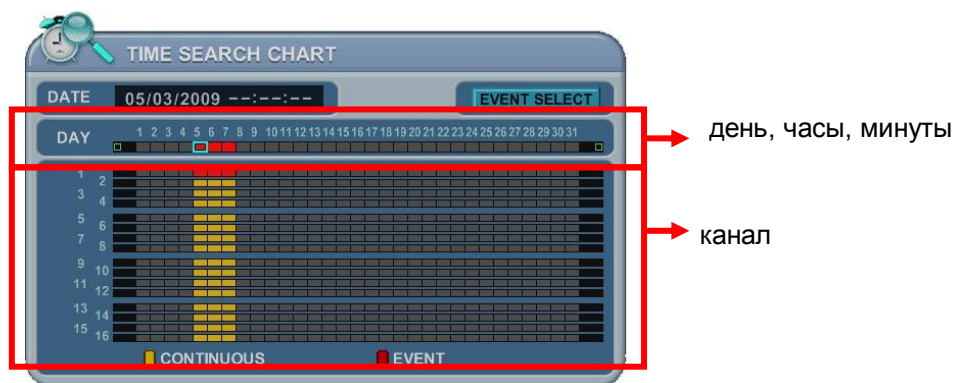 TIME SEARCH CHART
DATE 05/03/2009 --:--:-- EVENT SELECT
DAY 1 2 3 4 5 6 7 8 9 10 11 12 13 14 15 16 17 18 19 20 21 22 23 24 25 26 27 28 29 30 31
день, часы, минуты
1
2
3
4
5
6
канал
7
8
9
10
11
12
13
14
15
16
CONTINUOUS EVENT